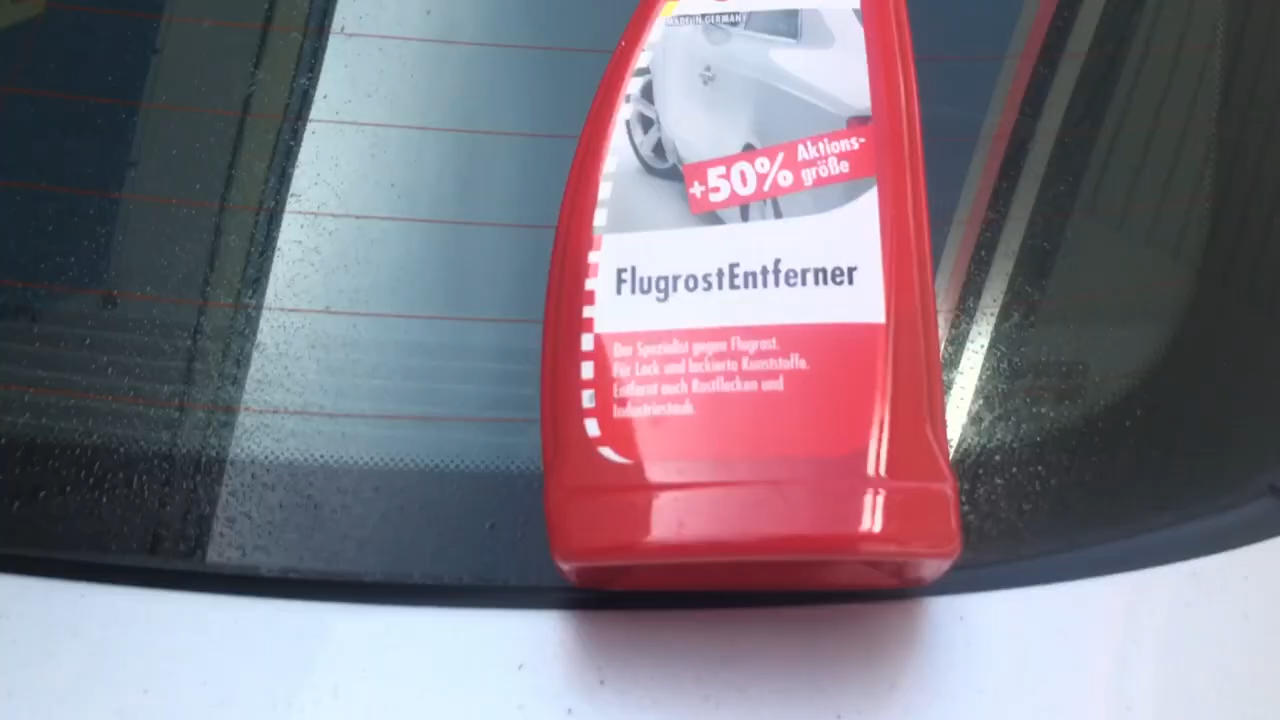 MADE IN GERMANY
+50% Aktions-
größe
FlugrostEntferner
Der Spezialist gegen Flugrost.
Für Lack und lackierte Kunststoffe.
Entfernt auch Rostflecken und
Industriestaub.